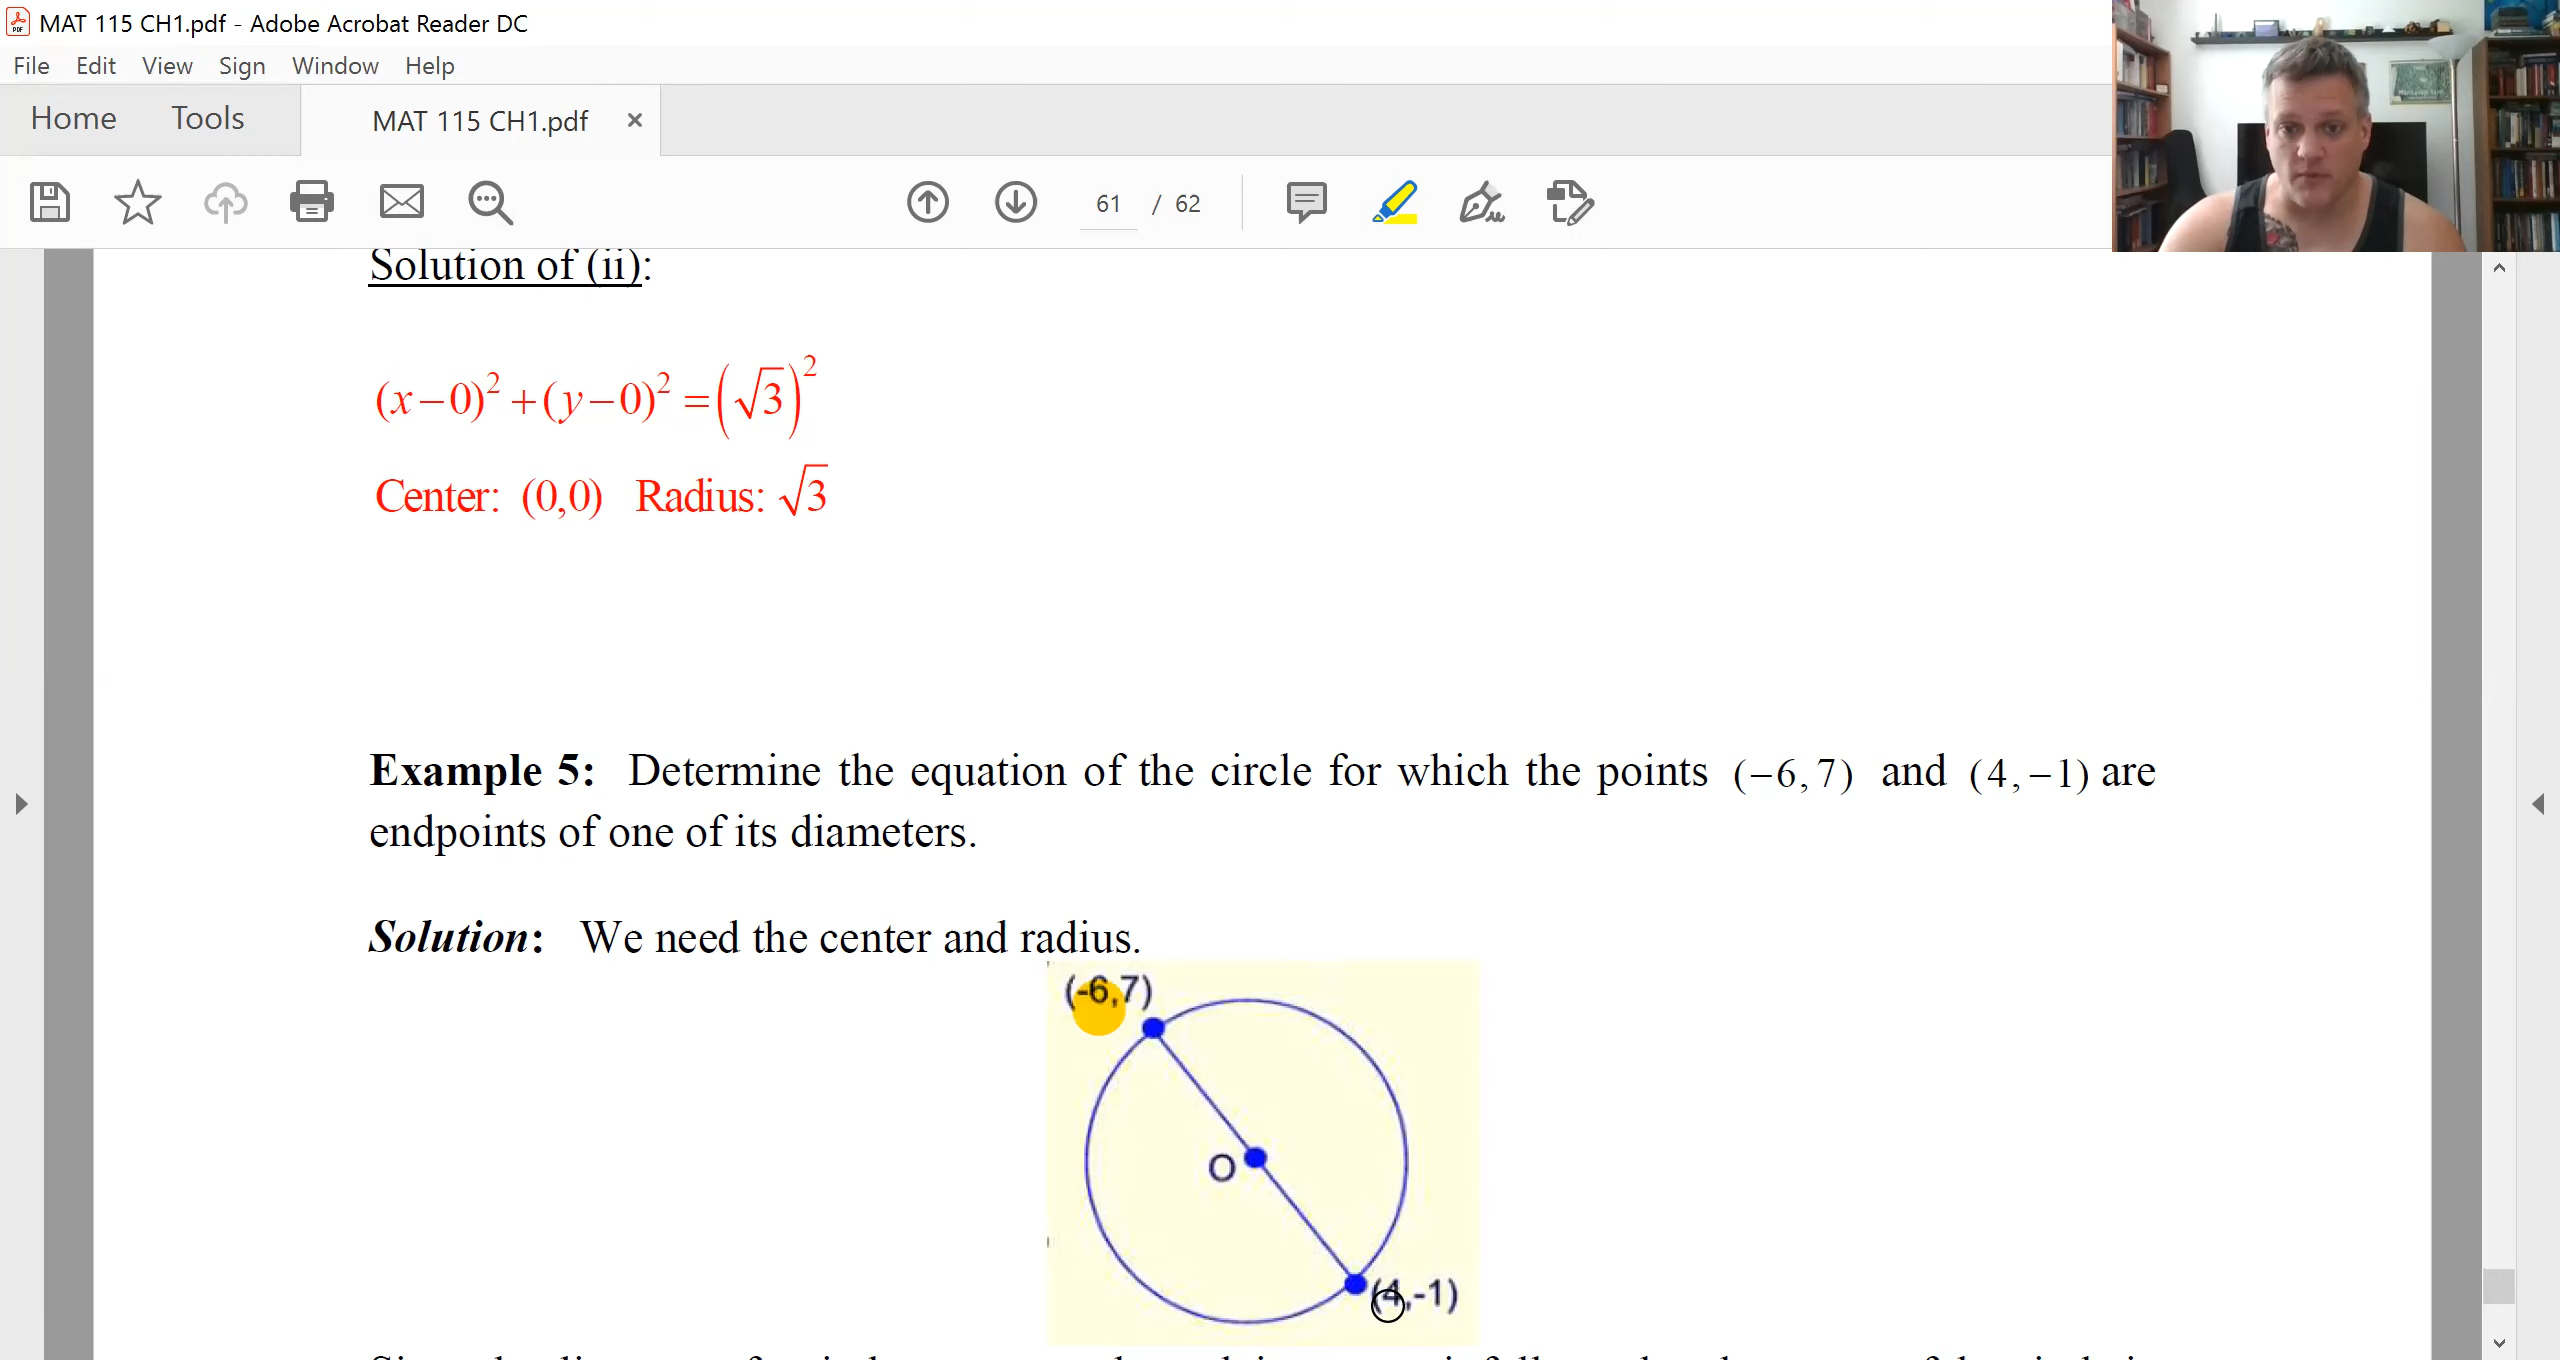 MAT 115 CH1.pdf - Adobe Acrobat Reader DC
File Edit View Sign Window Help
Home Tools MAT 115 CH1.pdf ×
61 / 62
Solution of (ii):
(x−0)² + (y−0)² = (√3)²
Center: (0,0) Radius: √3
Example 5: Determine the equation of the circle for which the points (−6,7) and (4,−1) are
endpoints of one of its diameters.
Solution: We need the center and radius.
(-6,7)
O
(4,-1)